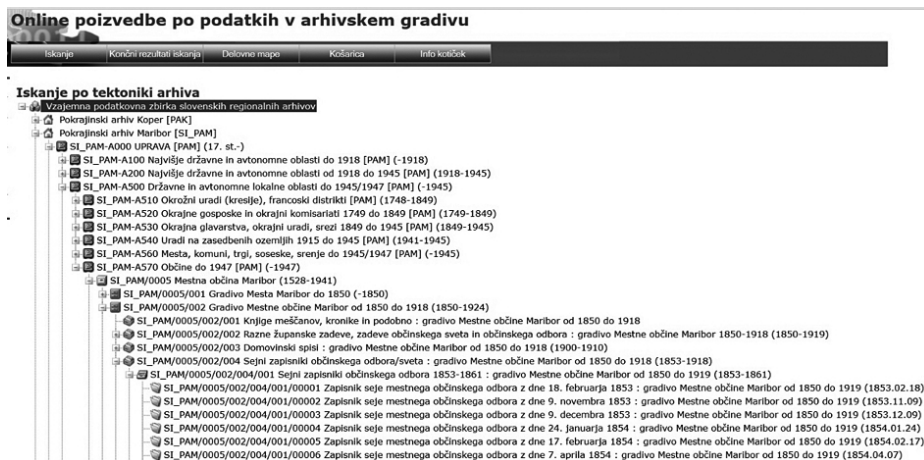 Online poizvedbe po podatkih v arhivskem gradivu
Iskanje Končni rezultati iskanja Delovne mape Košarica Info kotiček
Iskanje po tektoniki arhiva
Vzajemna podatkovna zbirka slovenskih regionalnih arhivov
Pokrajinski arhiv Koper [PAK]
Pokrajinski arhiv Maribor [SI_PAM]
SI_PAM-A000 UPRAVA [PAM] (17. st.-)
SI_PAM-A100 Najvišje državne in avtonomne oblasti do 1918 [PAM] (-1918)
SI_PAM-A200 Najvišje državne in avtonomne oblasti od 1918 do 1945 [PAM] (1918-1945)
SI_PAM-A500 Državne in avtonomne lokalne oblasti do 1945/1947 [PAM] (-1945)
SI_PAM-A510 Okrožni uradi (kresije), francoski distrikti [PAM] (1748-1849)
SI_PAM-A520 Okrajne gosposke in okrajni komisariati 1749 do 1849 [PAM] (1749-1849)
SI_PAM-A530 Okrajna glavarstva, okrajni uradi, srezi 1849 do 1945 [PAM] (1849-1945)
SI_PAM-A540 Uradi na zasedbenih ozemljih 1915 do 1945 [PAM] (1941-1945)
SI_PAM-A560 Mesta, komuni, trgi, soseske, srenje do 1945/1947 [PAM] (-1945)
SI_PAM-A570 Občine do 1947 [PAM] (-1947)
SI_PAM/0005 Mestna občina Maribor (1528-1941)
SI_PAM/0005/001 Gradivo Mesta Maribor do 1850 (-1850)
SI_PAM/0005/002 Gradivo Mestne občine Maribor od 1850 do 1918 (1850-1924)
SI_PAM/0005/002/001 Knjige meščanov, kronike in podobno : gradivo Mestne občine Maribor od 1850 do 1918
SI_PAM/0005/002/002 Razne županske zadeve, zadeve občinskega sveta in občinskega odbora : gradivo Mestne občine Maribor 1850-1918 (1850-1919)
SI_PAM/0005/002/003 Domovinski spisi : gradivo Mestne občine Maribor od 1850 do 1918 (1900-1910)
SI_PAM/0005/002/004 Sejni zapisniki občinskega odbora/sveta : gradivo Mestne občine Maribor od 1850 do 1918 (1853-1918)
SI_PAM/0005/002/004/001 Sejni zapisniki občinskega odbora 1853-1861 : gradivo Mestne občine Maribor od 1850 do 1919 (1853-1861)
SI_PAM/0005/002/004/001/00001 Zapisnik seje mestnega občinskega odbora z dne 18. februarja 1853 : gradivo Mestne občine Maribor od 1850 do 1919 (1853.02.18)
SI_PAM/0005/002/004/001/00002 Zapisnik seje mestnega občinskega odbora z dne 9. novembra 1853 : gradivo Mestne občine Maribor od 1850 do 1919 (1853.11.09)
SI_PAM/0005/002/004/001/00003 Zapisnik seje mestnega občinskega odbora z dne 9. decembra 1853 : gradivo Mestne občine Maribor od 1850 do 1919 (1853.12.09)
SI_PAM/0005/002/004/001/00004 Zapisnik seje mestnega občinskega odbora z dne 24. januarja 1854 : gradivo Mestne občine Maribor od 1850 do 1919 (1854.01.24)
SI_PAM/0005/002/004/001/00005 Zapisnik seje mestnega občinskega odbora z dne 17. februarja 1854 : gradivo Mestne občine Maribor od 1850 do 1919 (1854.02.17)
SI_PAM/0005/002/004/001/00006 Zapisnik seje mestnega občinskega odbora z dne 7. aprila 1854 : gradivo Mestne občine Maribor od 1850 do 1919 (1854.04.07)